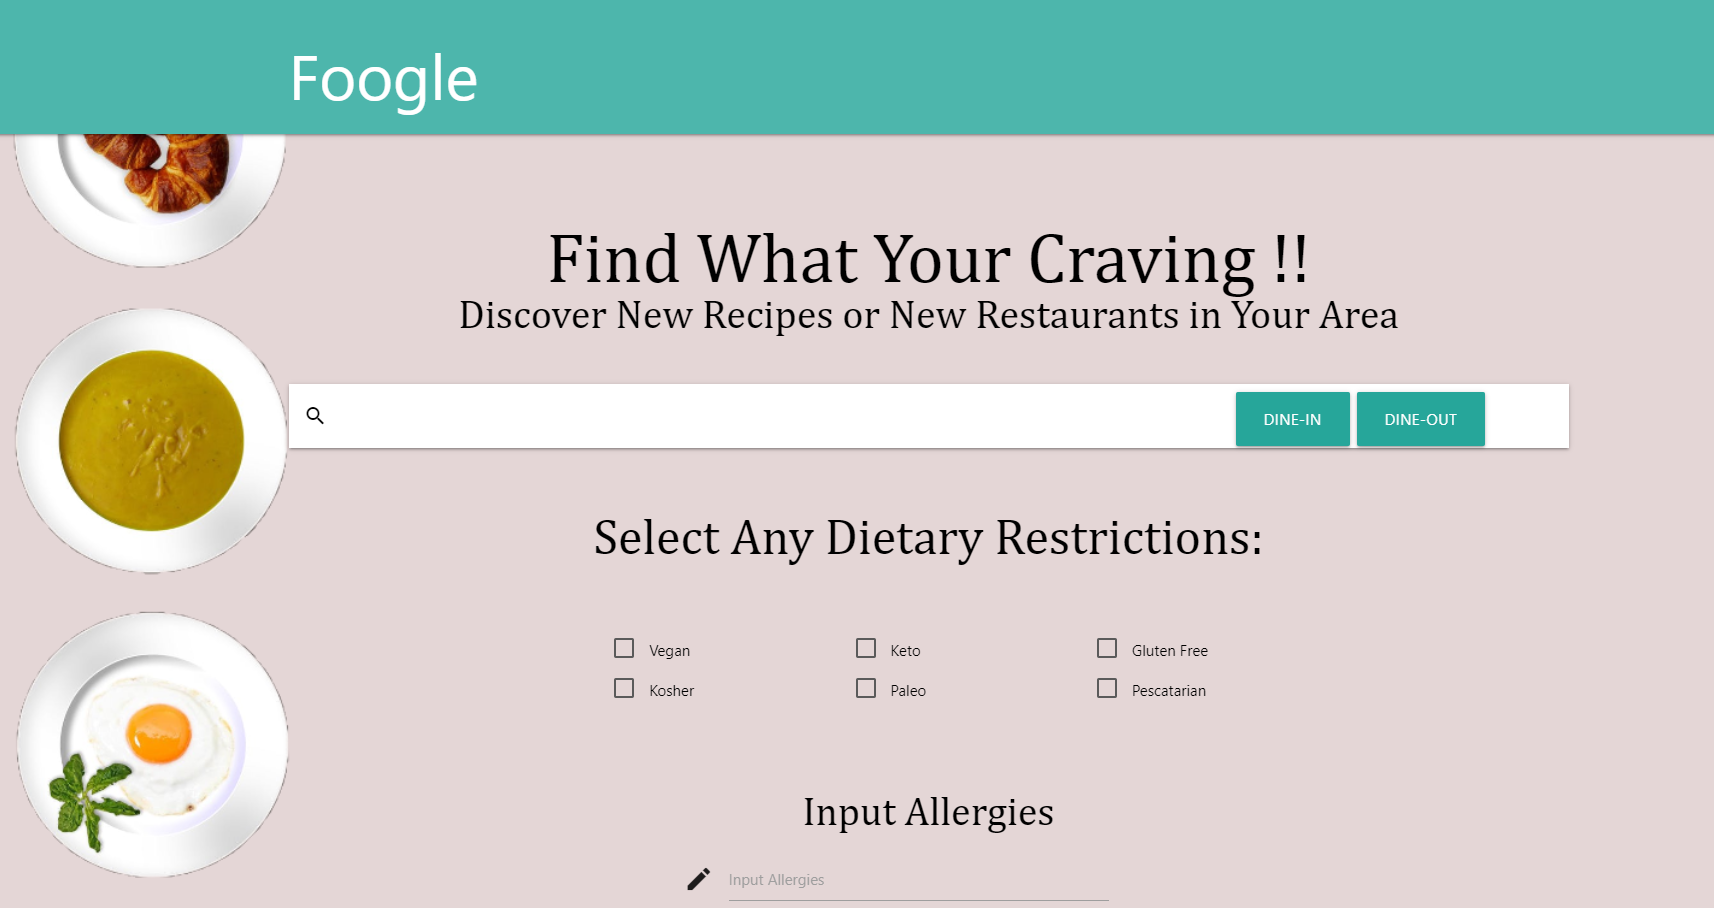 Foogle
Find What Your Craving !!
Discover New Recipes or New Restaurants in Your Area
DINE-IN DINE-OUT
Select Any Dietary Restrictions:
Vegan Keto Gluten Free
Kosher Paleo Pescatarian
Input Allergies
Input Allergies